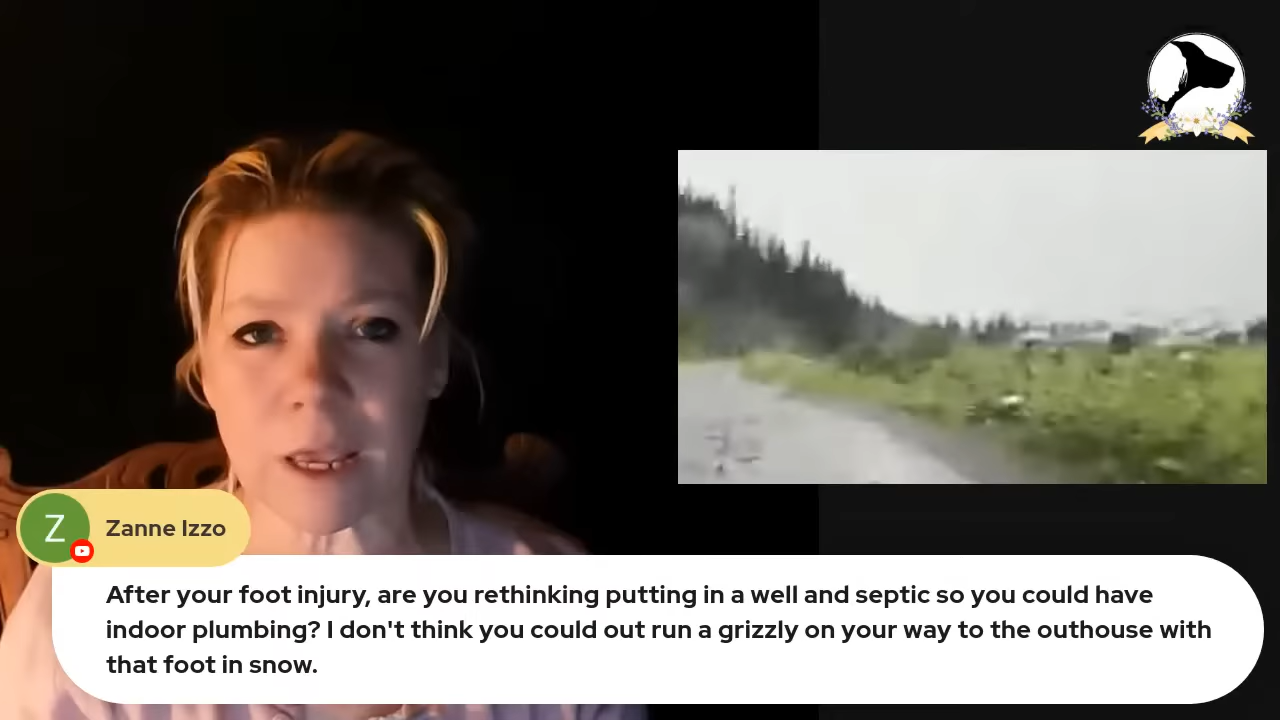 Z
Zanne Izzo
After your foot injury, are you rethinking putting in a well and septic so you could have
indoor plumbing? I don't think you could out run a grizzly on your way to the outhouse with
that foot in snow.